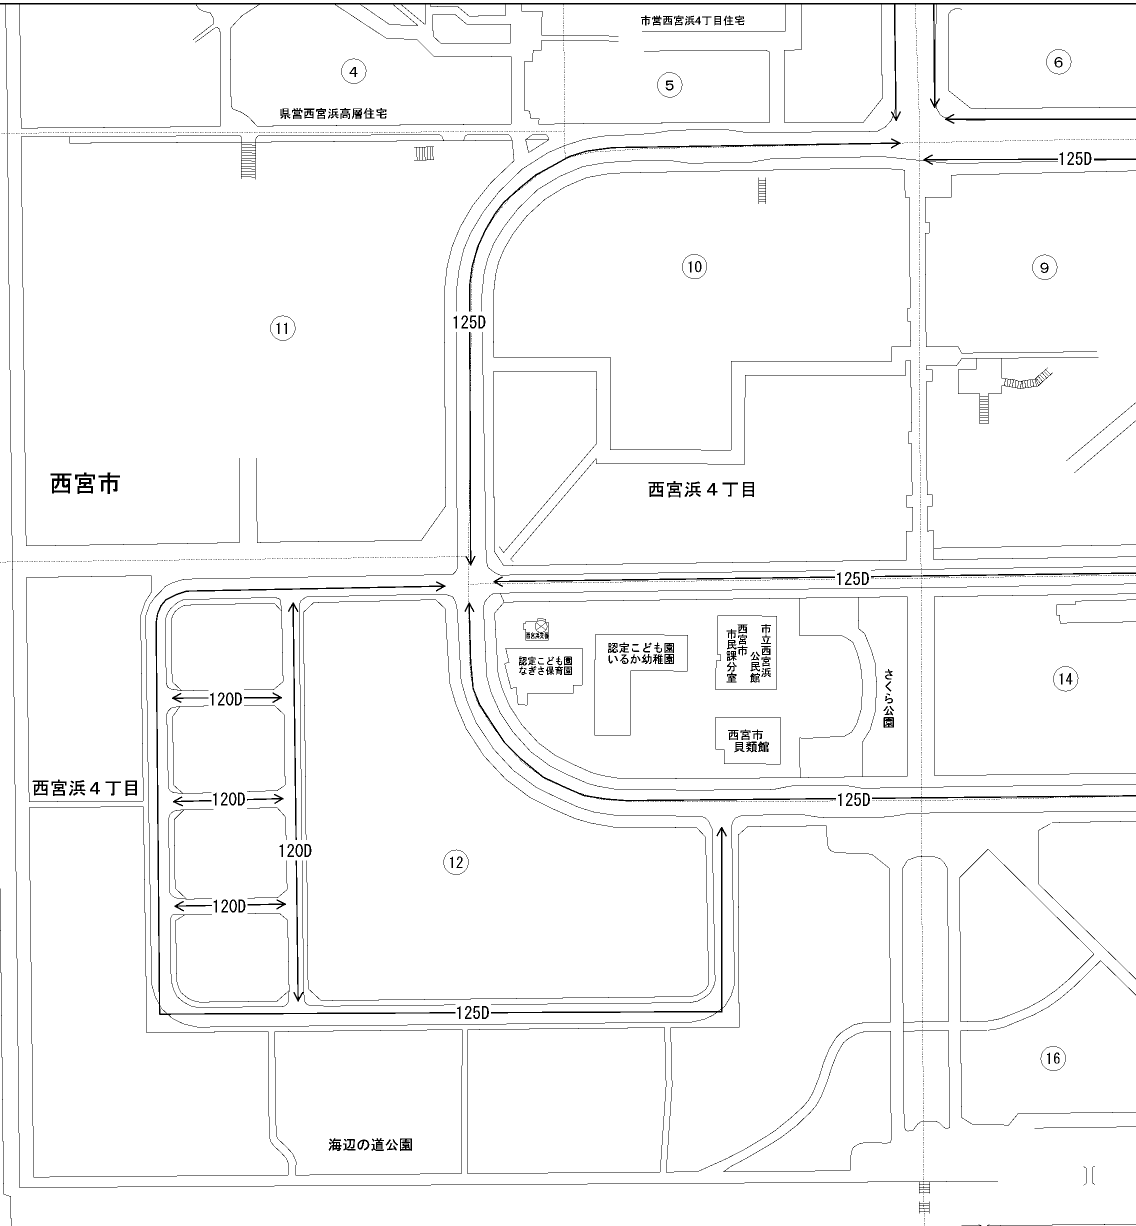 市営西宮浜4丁目住宅
4
5
6
県営西宮浜高層住宅
125D
10
9
11
125D
西宮市
西宮浜４丁目
125D
認定こども園
なぎさ保育園
認定こども園
いるか幼稚園
市立西宮浜
公民館
西宮市
市民課分室
さくら公園
14
120D
西宮市
貝類館
西宮浜４丁目
120D
125D
120D
12
120D
125D
16
海辺の道公園